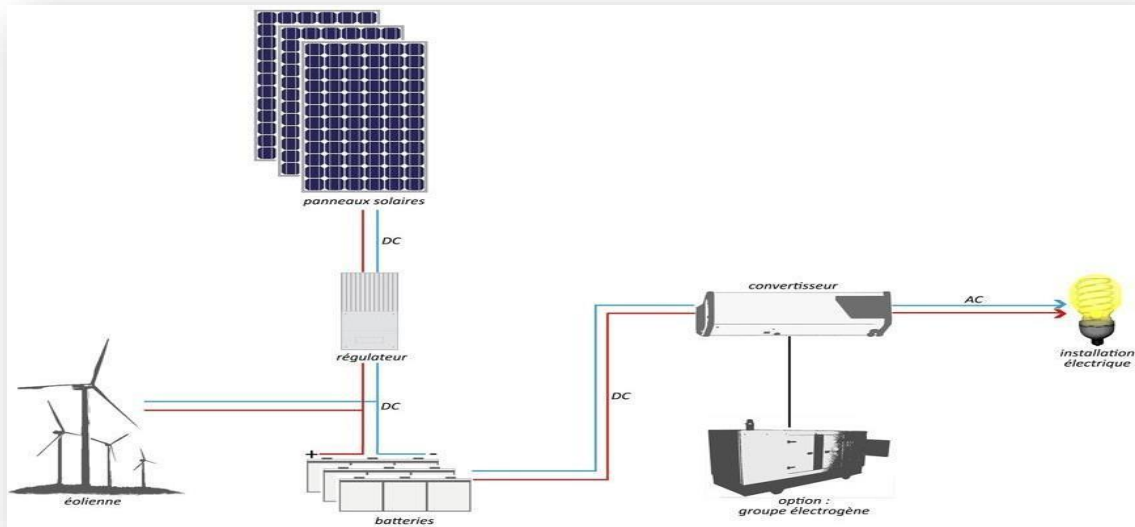 panneaux solaires
DC
convertisseur
AC
régulateur
installation
électrique
DC
DC
+
-
éolienne
batteries
option :
groupe électrogène